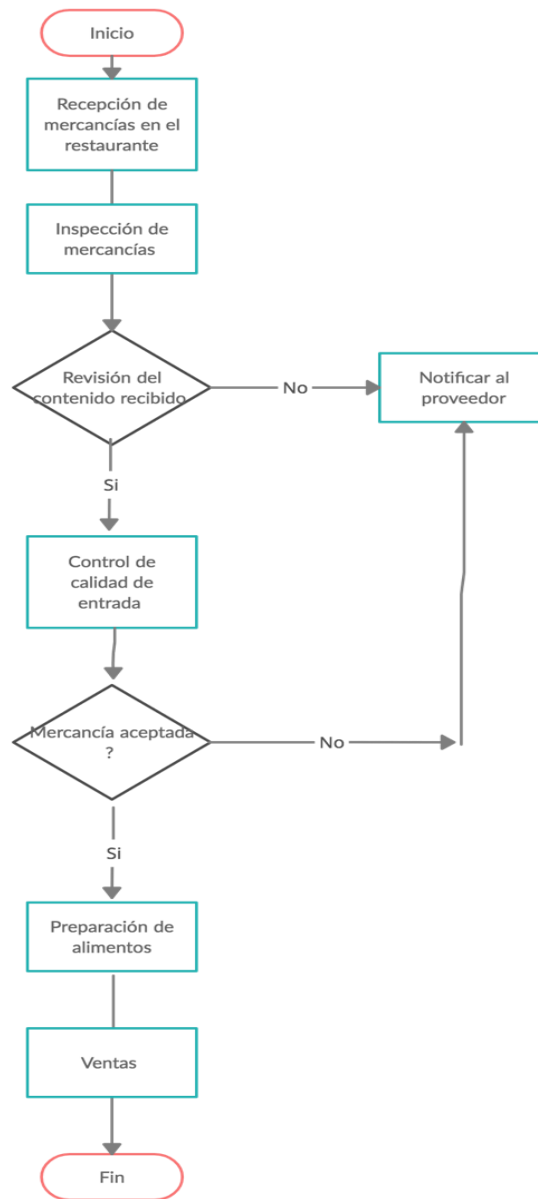 Inicio
Recepción de
mercancías en el
restaurante
Inspección de
mercancías
Revisión del
contenido recibido
No
Notificar al
proveedor
Si
Control de
calidad de
entrada
Mercancía aceptada
?
No
Si
Preparación de
alimentos
Ventas
Fin